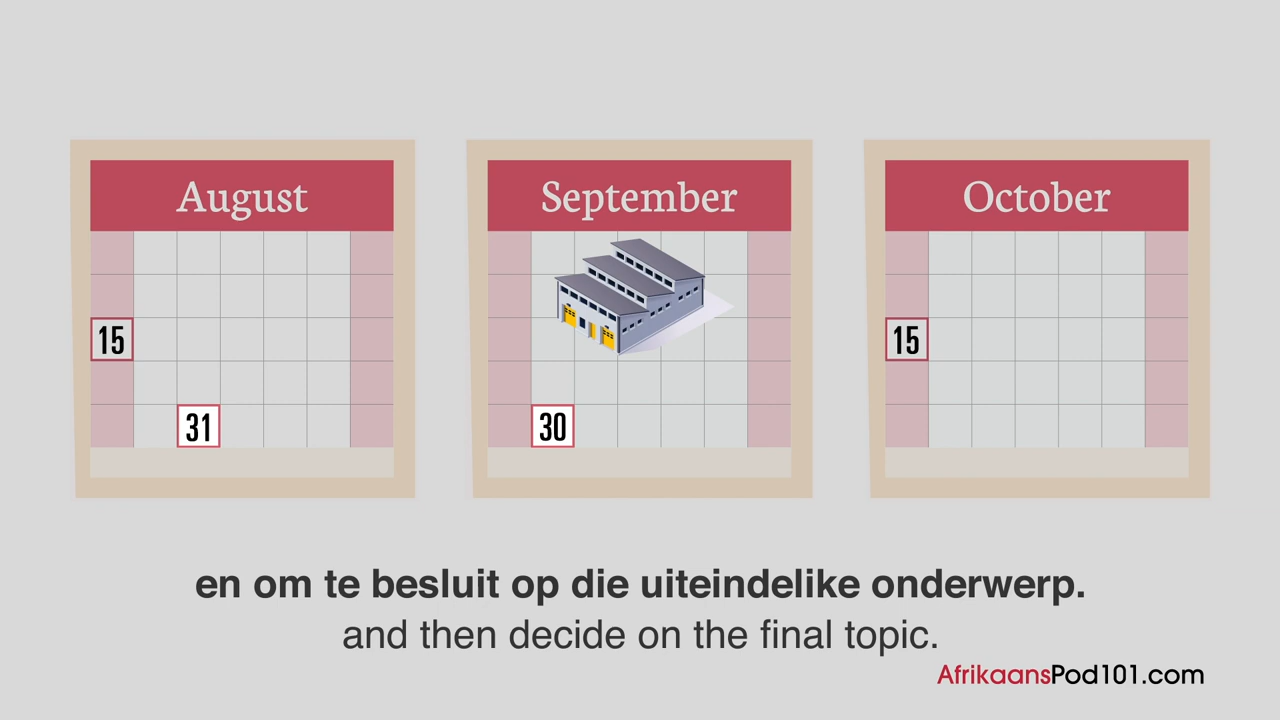 August
September
October
15
15
31
30
en om te besluit op die uiteindelike onderwerp.
and then decide on the final topic.
AfrikaansPod101.com